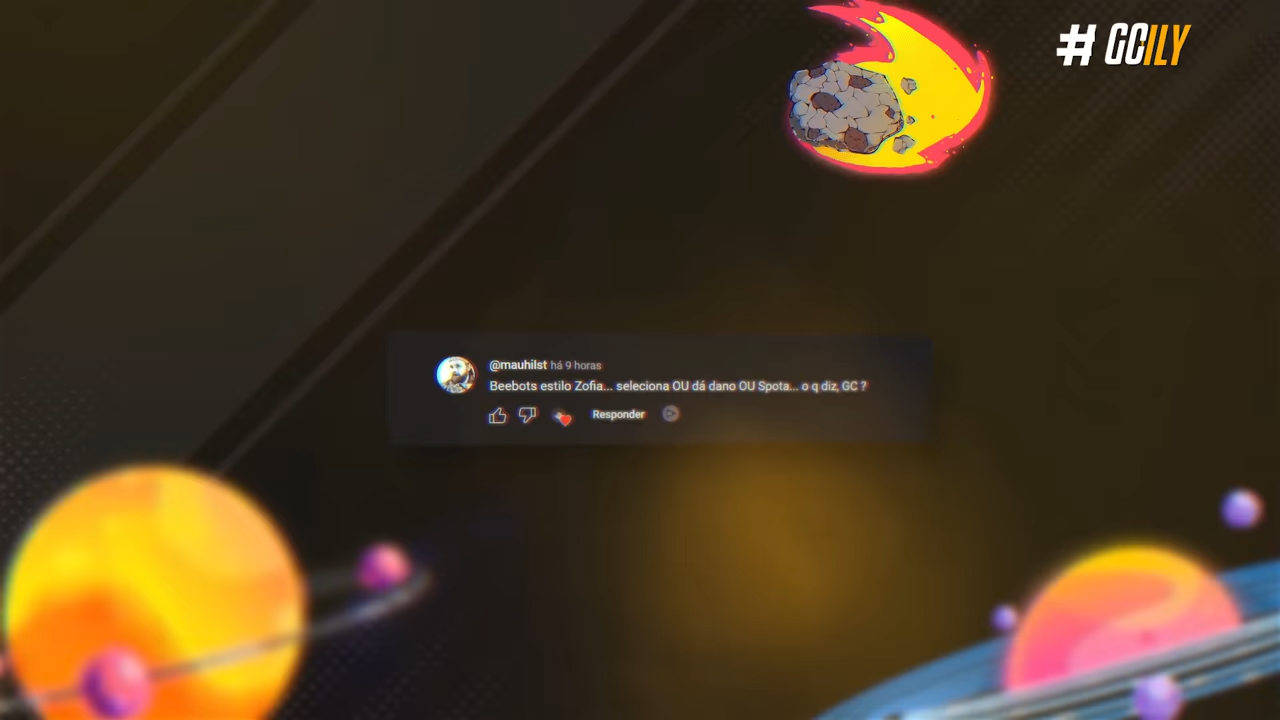 # GCILY
@mauhilst há 9 horas
Beebots estilo Zofia... seleciona OU dá dano OU Spota... o q diz, GC ?
Responder